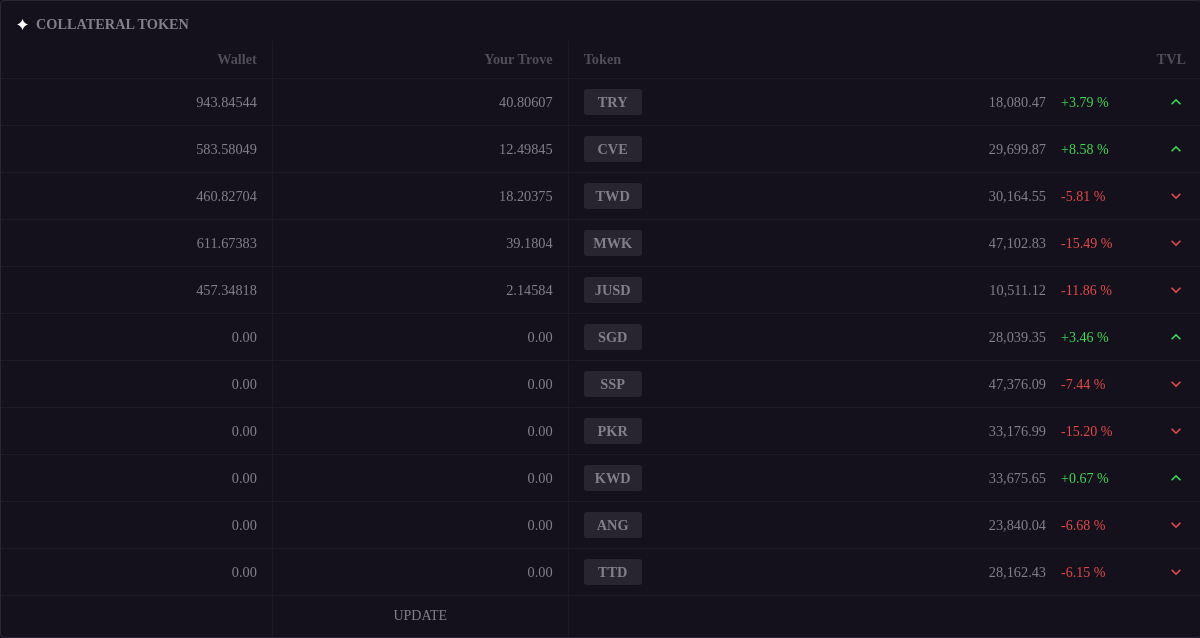 COLLATERAL TOKEN
Wallet Your Trove Token TVL
943.84544 40.80607 TRY 18,080.47 +3.79 %
583.58049 12.49845 CVE 29,699.87 +8.58 %
460.82704 18.20375 TWD 30,164.55 -5.81 %
611.67383 39.1804 MWK 47,102.83 -15.49 %
457.34818 2.14584 JUSD 10,511.12 -11.86 %
0.00 0.00 SGD 28,039.35 +3.46 %
0.00 0.00 SSP 47,376.09 -7.44 %
0.00 0.00 PKR 33,176.99 -15.20 %
0.00 0.00 KWD 33,675.65 +0.67 %
0.00 0.00 ANG 23,840.04 -6.68 %
0.00 0.00 TTD 28,162.43 -6.15 %
UPDATE